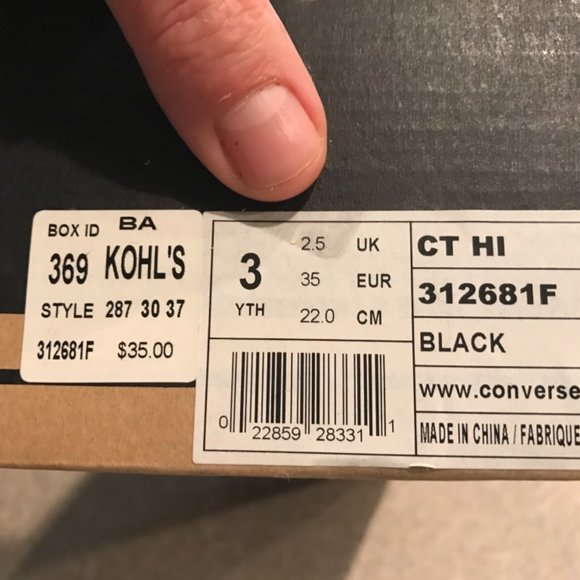 BOX ID BA
369 KOHL'S
STYLE 287 30 37
312681F $35.00
3
YTH
2.5 UK
35 EUR
22.0 CM
0 22859 28331 1
CT HI
312681F
BLACK
www.converse
MADE IN CHINA / FABRIQUE